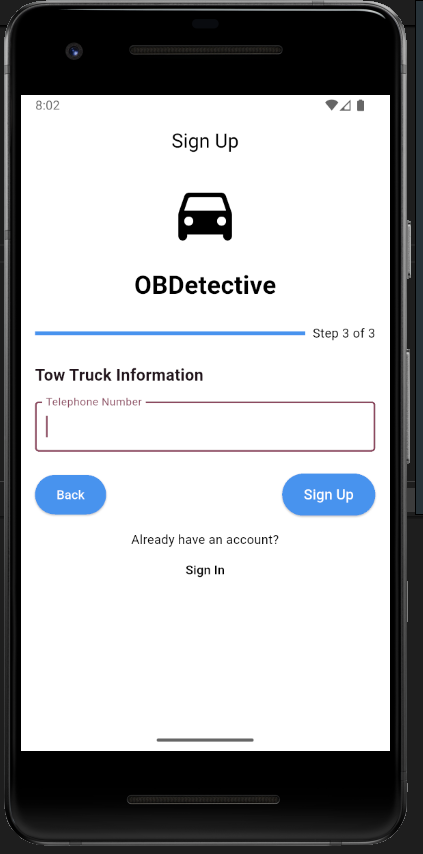 8:02
Sign Up
OBDetective
Step 3 of 3
Tow Truck Information
Telephone Number
Back
Sign Up
Already have an account?
Sign In